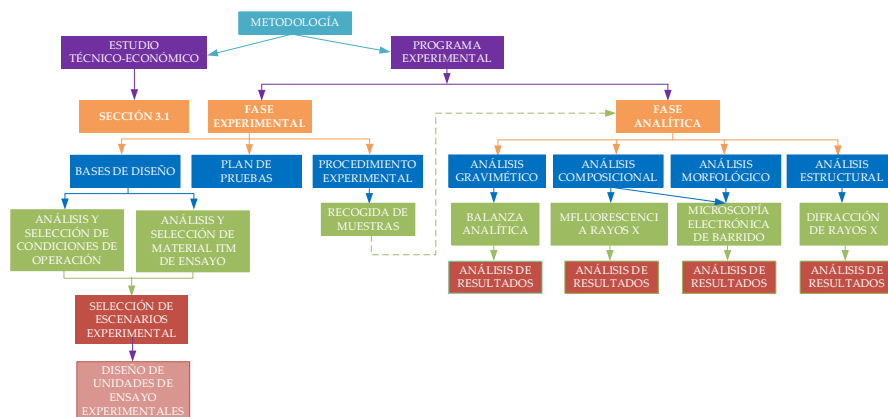 METODOLOGÍA
ESTUDIO
TÉCNICO-ECONÓMICO
PROGRAMA
EXPERIMENTAL
SECCIÓN 3.1
FASE
EXPERIMENTAL
FASE
ANALÍTICA
BASES DE DISEÑO
PLAN DE
PRUEBAS
PROCEDIMIENTO
EXPERIMENTAL
ANÁLISIS
GRAVIMÉTICO
ANÁLISIS
COMPOSICIONAL
ANÁLISIS
MORFOLÓGICO
ANÁLISIS
ESTRUCTURAL
ANÁLISIS Y
SELECCIÓN DE
CONDICIONES DE
OPERACIÓN
ANÁLISIS Y
SELECCIÓN DE
MATERIAL ITM
DE ENSAYO
RECOGIDA DE
MUESTRAS
BALANZA
ANALÍTICA
MFLUORESCENCI
A RAYOS X
MICROSCOPÍA
ELECTRÓNICA
DE BARRIDO
DIFRACCIÓN
DE RAYOS X
ANÁLISIS DE
RESULTADOS
ANÁLISIS DE
RESULTADOS
ANÁLISIS DE
RESULTADOS
ANÁLISIS DE
RESULTADOS
SELECCIÓN DE
ESCENARIOS
EXPERIMENTAL
DISEÑO DE
UNIDADES DE
ENSAYO
EXPERIMENTALES